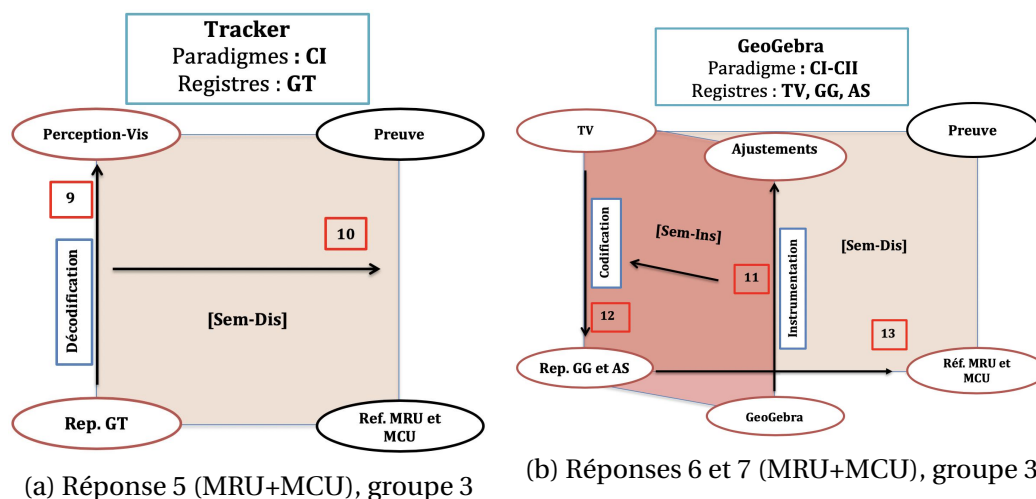 Tracker
Paradigmes : CI
Registres : GT
Perception-Vis
Preuve
9
10
Décodification
[Sem-Dis]
Rep. GT
Ref. MRU et
MCU
(a) Réponse 5 (MRU+MCU), groupe 3
GeoGebra
Paradigme : CI-CII
Registres : TV, GG, AS
TV
Ajustements
Preuve
Codification
[Sem-Ins]
[Sem-Dis]
11
Instrumentation
12
13
Rep. GG et AS
Réf. MRU et
MCU
GeoGebra
(b) Réponses 6 et 7 (MRU+MCU), groupe 3